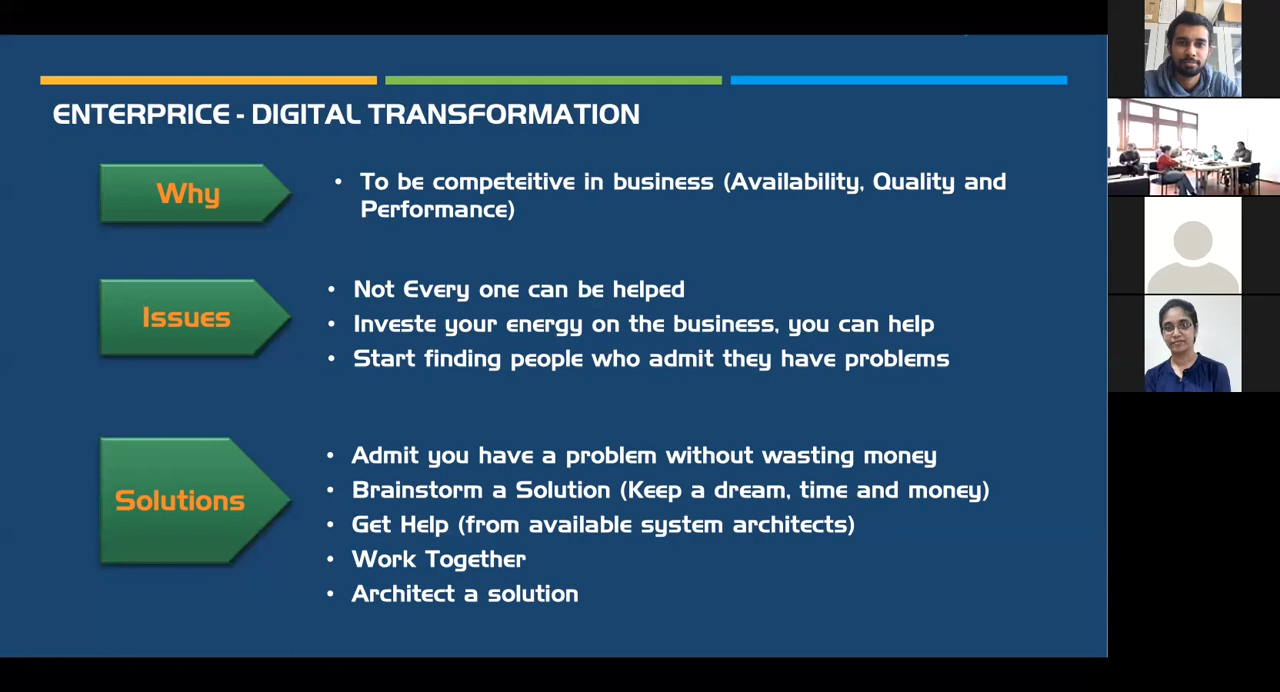 ENTERPRICE - DIGITAL TRANSFORMATION
Why
• To be competeitive in business (Availability, Quality and
Performance)
Issues
• Not Every one can be helped
• Investe your energy on the business, you can help
• Start finding people who admit they have problems
Solutions
• Admit you have a problem without wasting money
• Brainstorm a Solution (Keep a dream, time and money)
• Get Help (from available system architects)
• Work Together
• Architect a solution